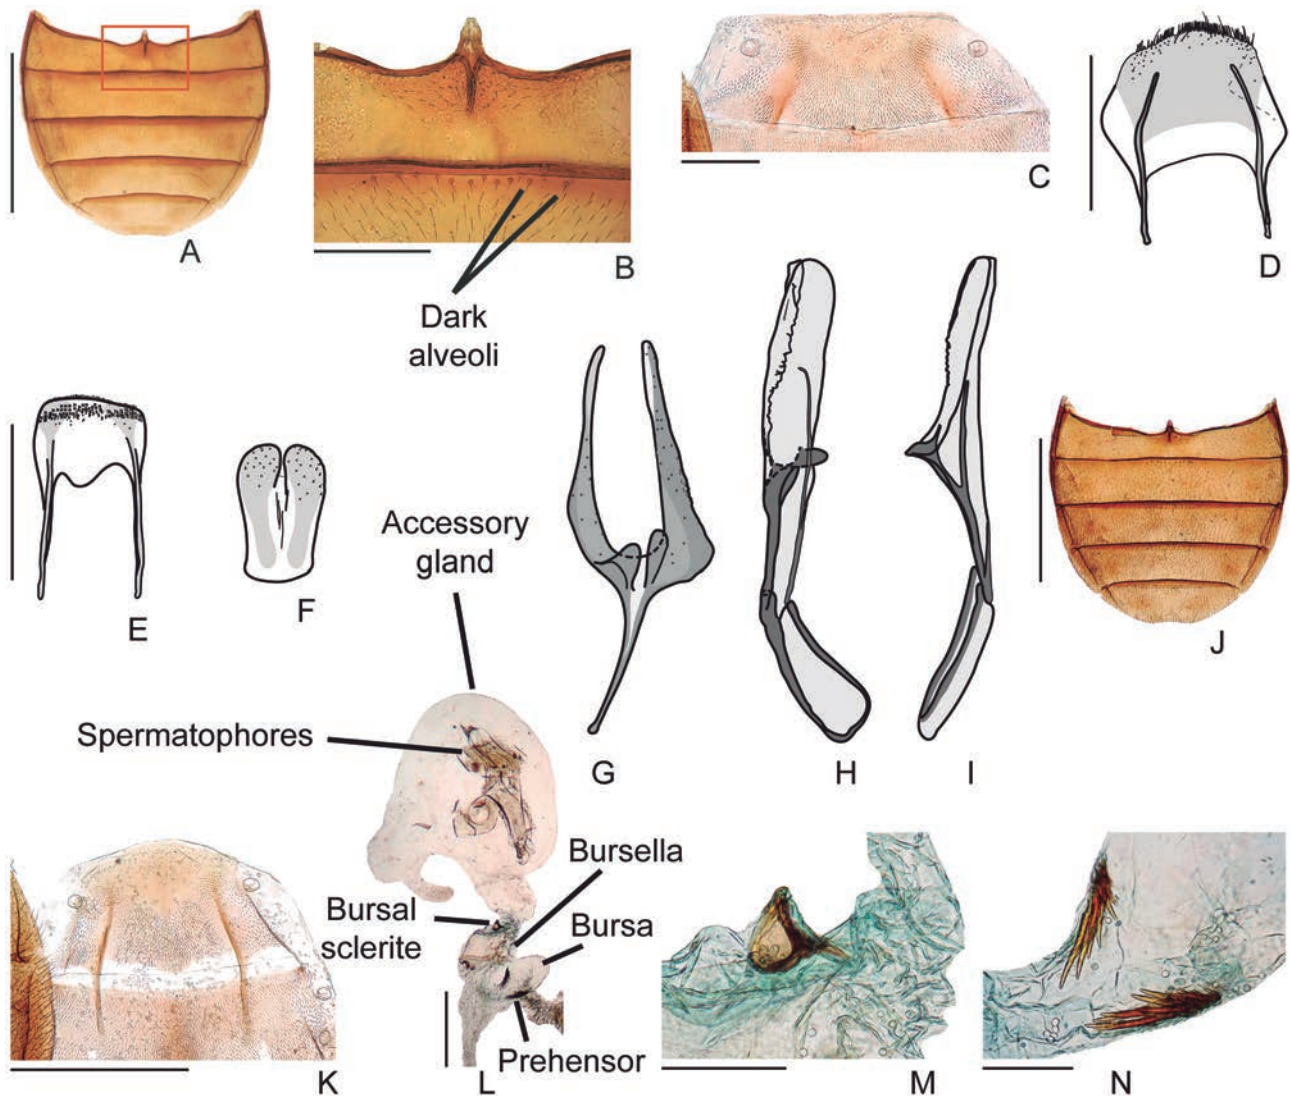 A
B
C
D
Dark
alveoli
E
F
Accessory
gland
G
H
I
J
Spermatophores
Bursella
Bursal
sclerite
Bursa
Prehensor
K
L
M
N